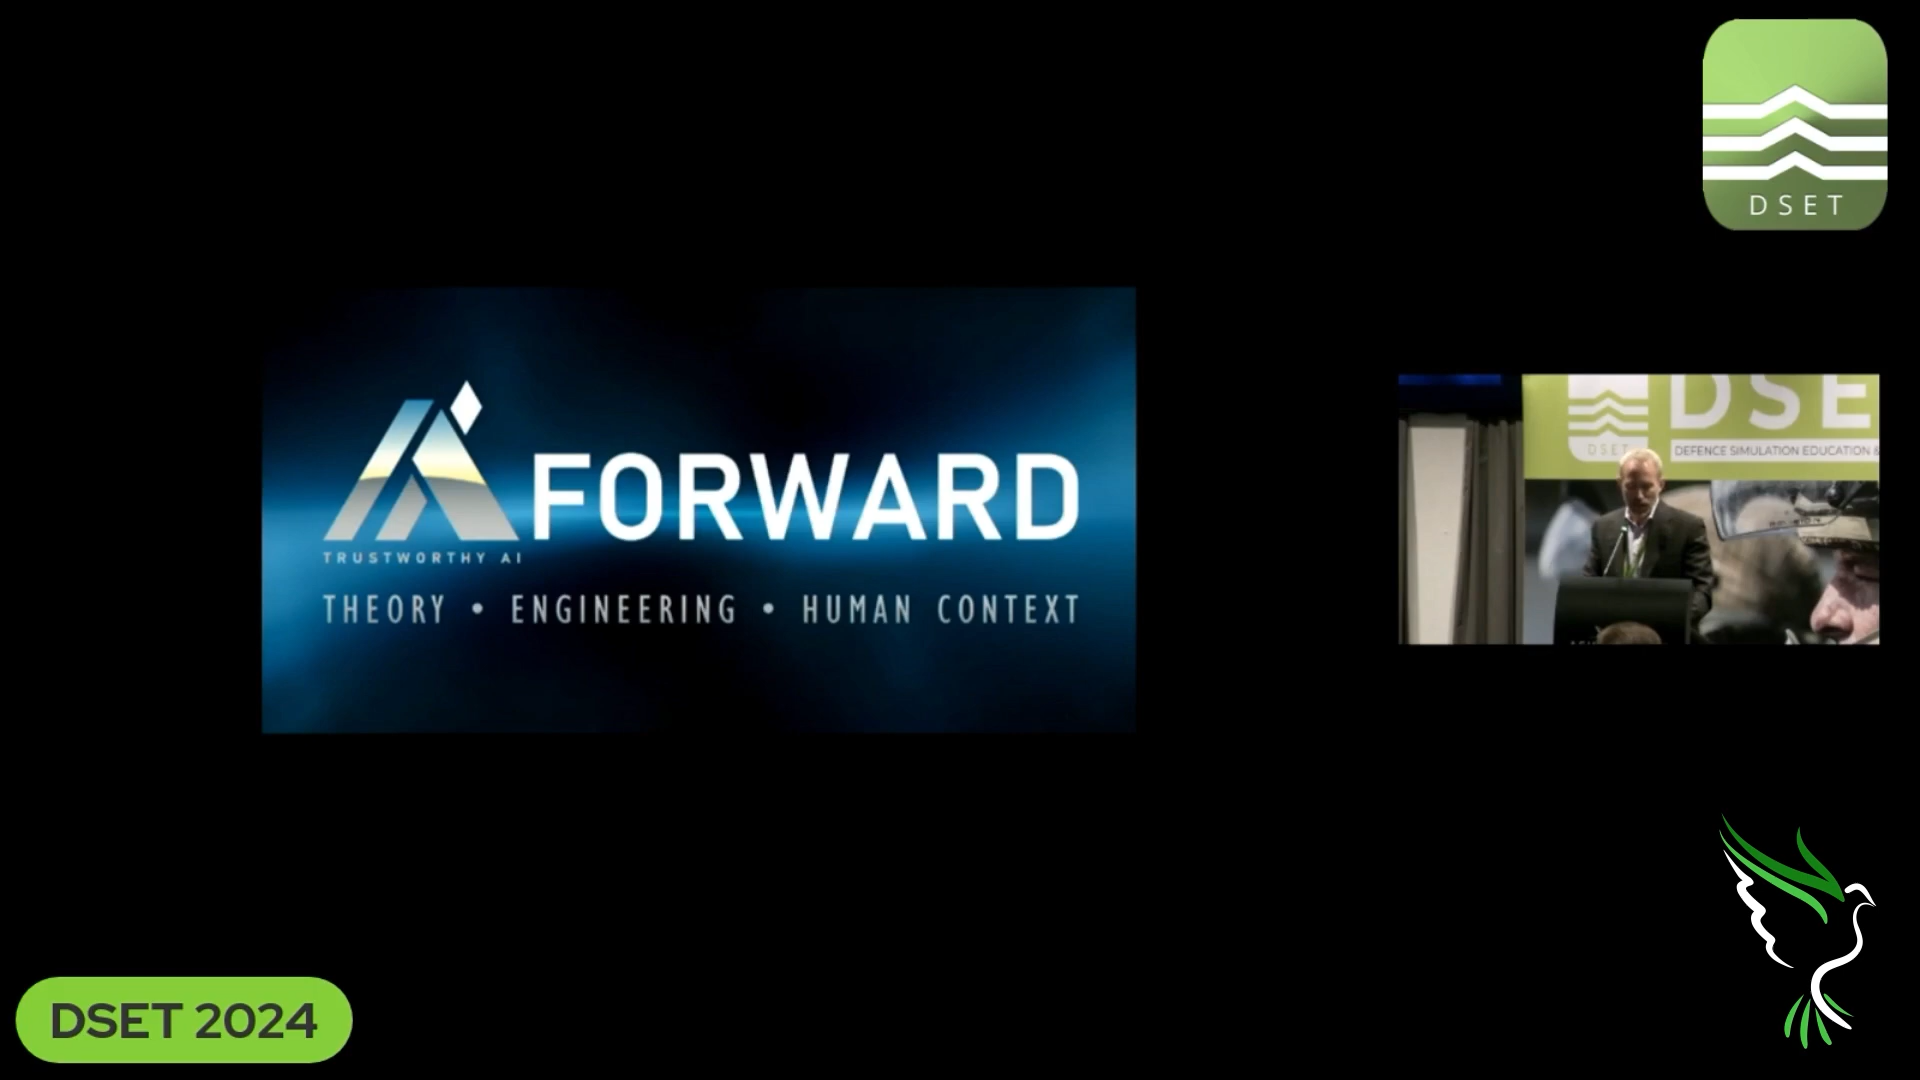 DSET
FORWARD
TRUSTWORTHY AI
THEORY • ENGINEERING • HUMAN CONTEXT
DSET
DSE
DEFENCE SIMULATION EDUCATION &
DSET 2024